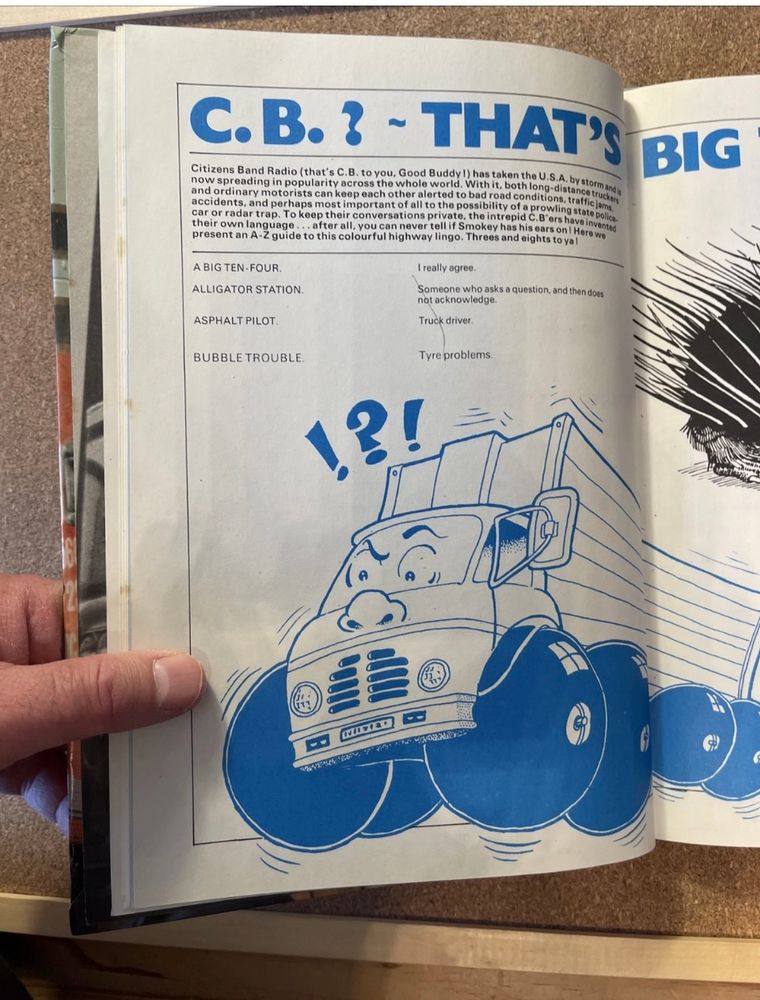 C.B.? ~ THAT'S BIG
Citizens Band Radio (that's C.B. to you, Good Buddy!) has taken the U.S.A. by storm and is
now spreading in popularity across the whole world. With it, both long-distance truckers
and ordinary motorists can keep each other alerted to bad road conditions, traffic jams,
accidents, and perhaps most important of all to the possibility of a prowling state police-
car or radar trap. To keep their conversations private, the intrepid C.B'ers have invented
their own language . . . after all, you can never tell if Smokey has his ears on! Here we
present an A-Z guide to this colourful highway lingo. Threes and eights to ya!
A BIG TEN-FOUR. I really agree.
ALLIGATOR STATION. Someone who asks a question, and then does
not acknowledge.
ASPHALT PILOT. Truck driver.
BUBBLE TROUBLE. Tyre problems.
!?!